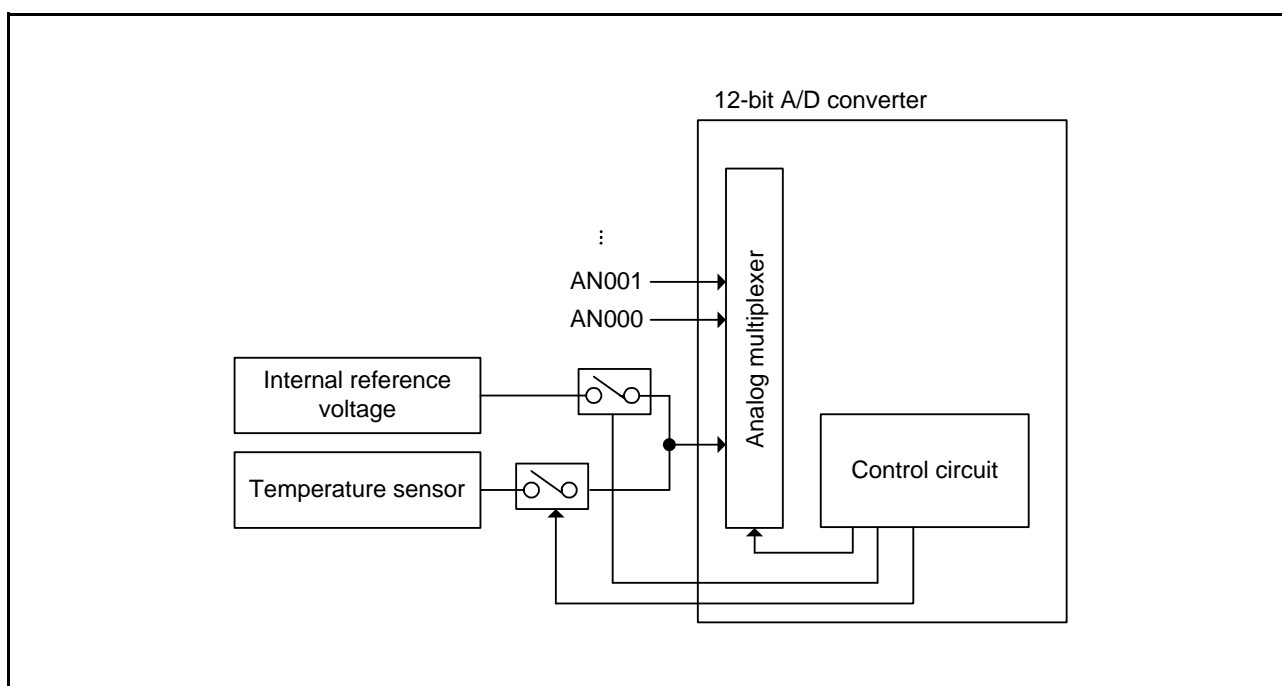 12-bit A/D converter
⋮
AN001
AN000
Analog multiplexer
Internal reference
voltage
Temperature sensor
Control circuit